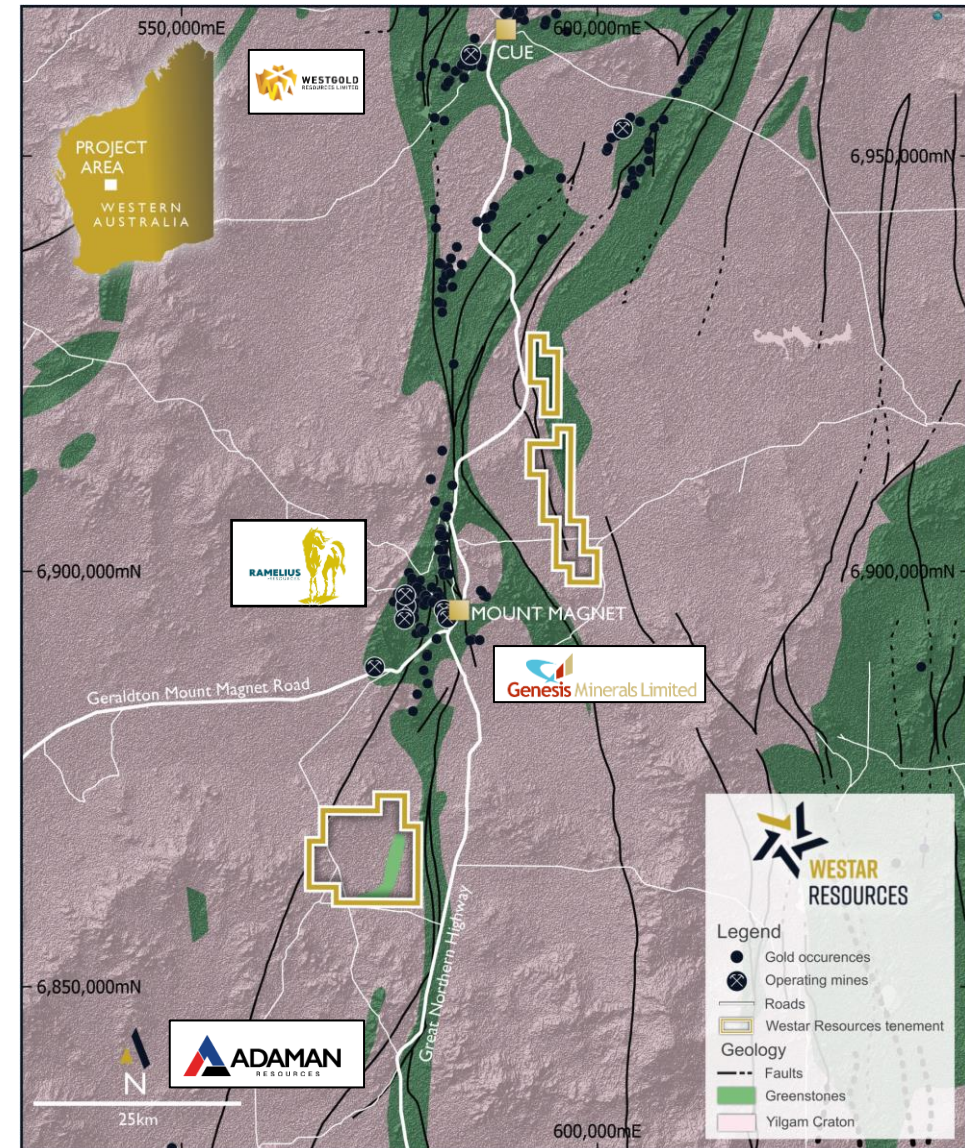 550,000mE
600,000mE
CUE
WESTGOLD
RESOURCES LIMITED
PROJECT
AREA
WESTERN
AUSTRALIA
6,950,000mN
6,900,000mN
6,900,000mN
RAMELIUS
RESOURCES
MOUNT MAGNET
Genesis Minerals Limited
Geraldton Mount Magnet Road
Great Northern Highway
6,850,000mN
N
25km
ADAMAN
RESOURCES
600,000mE
WESTAR
RESOURCES
Legend
Gold occurences
Operating mines
Roads
Westar Resources tenement
Geology
Faults
Greenstones
Yilgam Craton